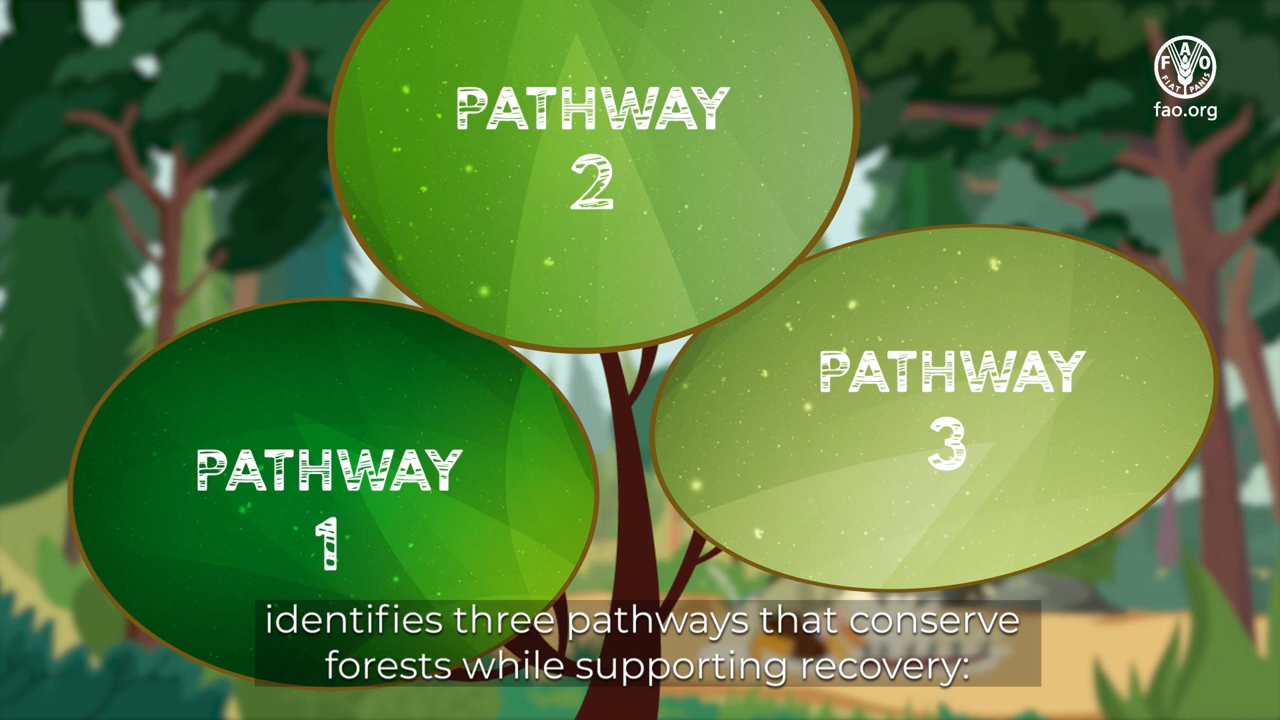 PATHWAY
2
FAO
FIAT PANIS
fao.org
PATHWAY
3
PATHWAY
1
identifies three pathways that conserve
forests while supporting recovery: